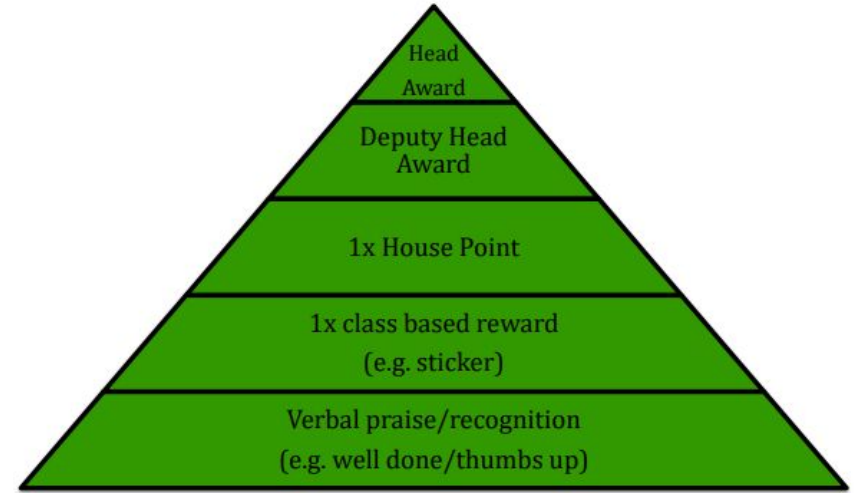 Head
Award
Deputy Head
Award
1x House Point
1x class based reward
(e.g. sticker)
Verbal praise/recognition
(e.g. well done/thumbs up)